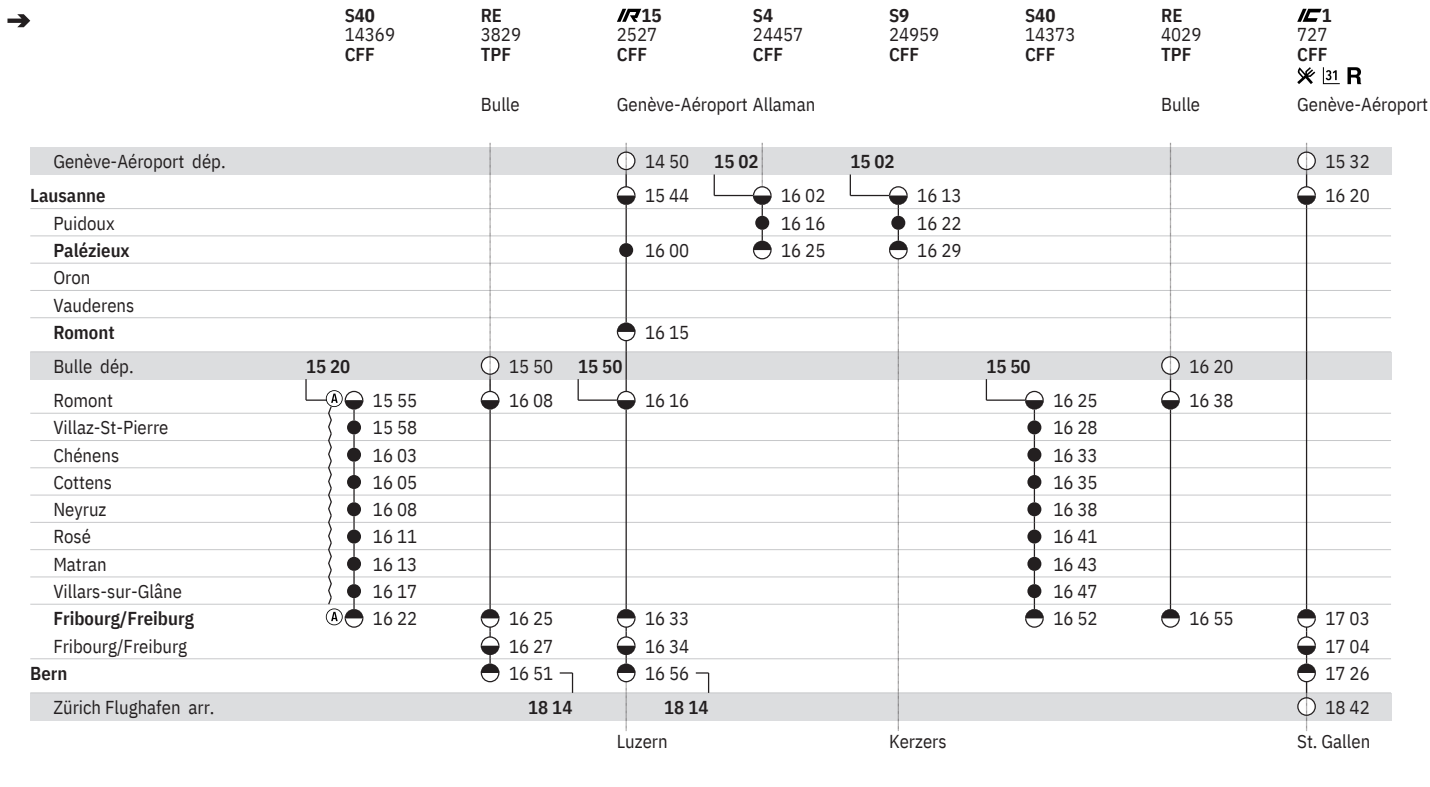 ➔ S40 RE IR15 S4 S9 S40 RE IC1
14369 3829 2527 24457 24959 14373 4029 727
CFF TPF CFF CFF CFF CFF TPF CFF
31 R
Bulle Genève-Aéroport Allaman Bulle Genève-Aéroport
Genève-Aéroport dép. 14 50 15 02 15 02 15 32
Lausanne 15 44 16 02 16 13 16 20
Puidoux 16 16 16 22
Palézieux 16 00 16 25 16 29
Oron
Vauderens
Romont 16 15
Bulle dép. 15 20 15 50 15 50 15 50 16 20
Romont A 15 55 16 08 16 16 16 25 16 38
Villaz-St-Pierre 15 58 16 28
Chénens 16 03 16 33
Cottens 16 05 16 35
Neyruz 16 08 16 38
Rosé 16 11 16 41
Matran 16 13 16 43
Villars-sur-Glâne 16 17 16 47
Fribourg/Freiburg A 16 22 16 25 16 33 16 52 16 55 17 03
Fribourg/Freiburg 16 27 16 34 17 04
Bern 16 51 16 56 17 26
Zürich Flughafen arr. 18 14 18 14 18 42
Luzern Kerzers St. Gallen